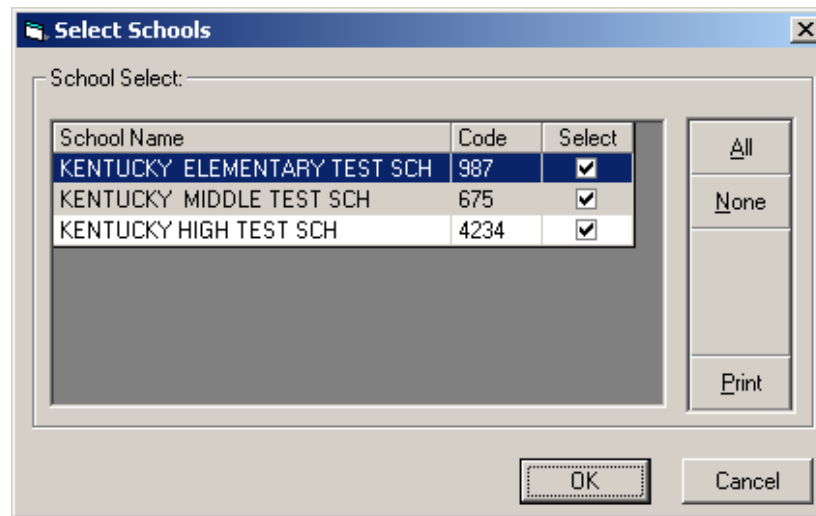 Select Schools
School Select:
School Name Code Select
KENTUCKY  ELEMENTARY TEST SCH 987
KENTUCKY  MIDDLE TEST SCH 675
KENTUCKY HIGH TEST SCH 4234
All
None
Print
OK Cancel